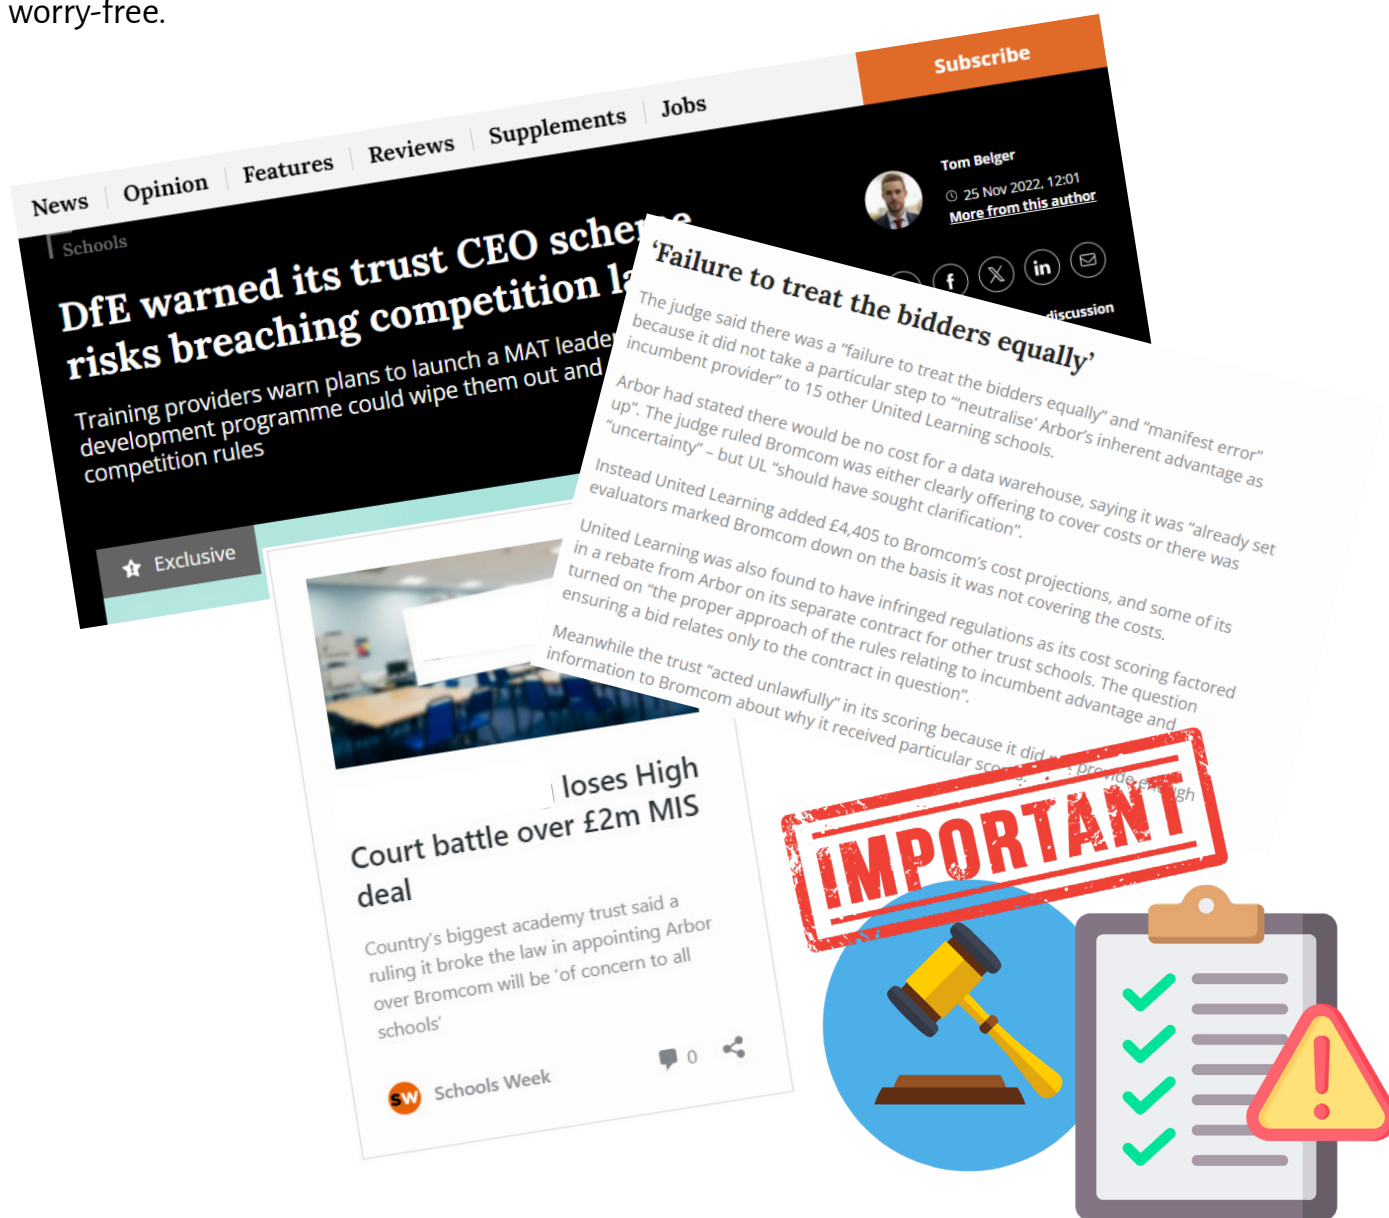 worry-free.
News Opinion Features Reviews Supplements Jobs
Subscribe
Schools
Tom Belger
25 Nov 2022, 12:01
More from this author
DfE warned its trust CEO scheme
risks breaching competition
Training providers warn plans to launch a MAT
development programme could wipe them out and
competition rules
discussion
Exclusive
‘Failure to treat the bidders equally’
The judge said there was a “failure to treat the bidders equally” and “manifest error”
because it did not take a particular step to “‘neutralise’ Arbor’s inherent advantage as
incumbent provider” to 15 other United Learning schools.
Arbor had stated there would be no cost for a data warehouse, saying it was “already set
up”. The judge ruled Bromcom was either clearly offering to cover costs or there was
“uncertainty” – but UL “should have sought clarification”.
Instead United Learning added £4,405 to Bromcom’s cost projections, and some of its
evaluators marked Bromcom down on the basis it was not covering the costs.
United Learning was also found to have infringed regulations as its cost scoring factored
in a rebate from Arbor on its separate contract for other trust schools. The question
turned on “the proper approach of the rules relating to incumbent advantage and
ensuring a bid relates only to the contract in question”.
Meanwhile the trust “acted unlawfully” in its scoring because it did not provide enough
information to Bromcom about why it received particular
loses High
Court battle over £2m MIS
deal
Country’s biggest academy trust said a
ruling it broke the law in appointing Arbor
over Bromcom will be ‘of concern to all
schools’
SW Schools Week
0
IMPORTANT